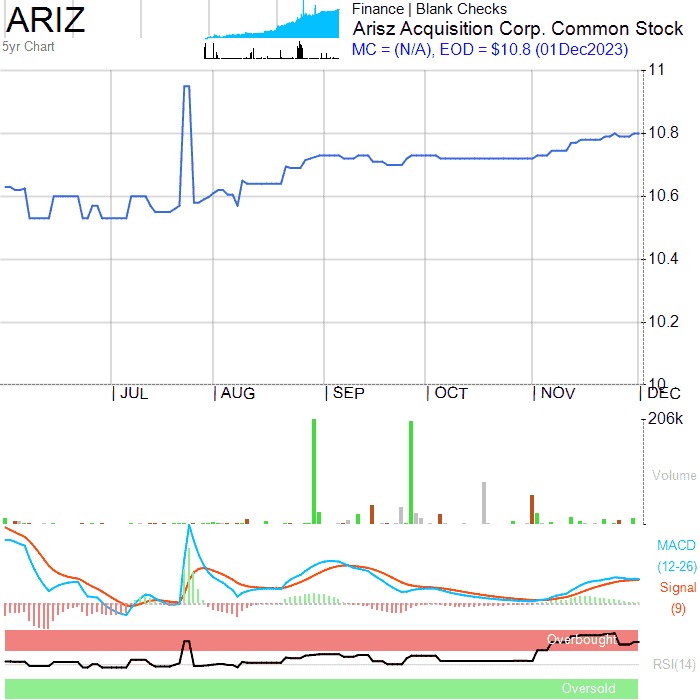 ARIZ
5yr Chart
Finance | Blank Checks
Arisz Acquisition Corp. Common Stock
MC = (N/A), EOD = $10.8 (01Dec2023)
11
10.8
10.6
10.4
10.2
10
| JUL | AUG | SEP | OCT | NOV | DEC
206k
Volume
MACD
(12-26)
Signal
(9)
Overbought
RSI(14)
Oversold